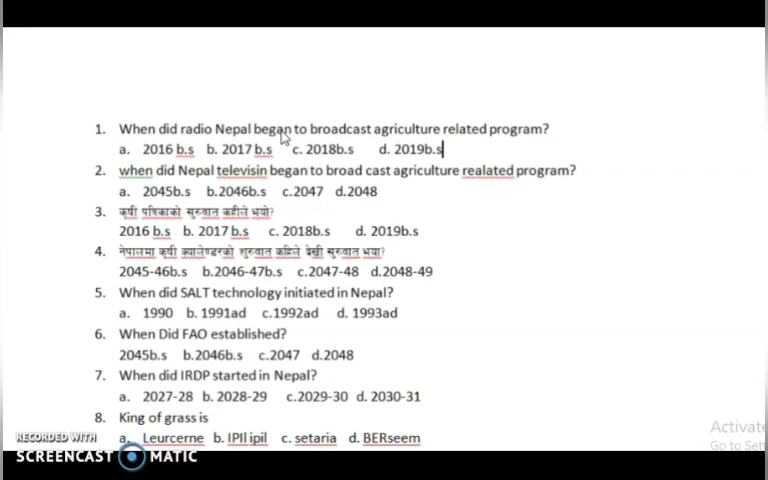 1. When did radio Nepal began to broadcast agriculture related program?
a. 2016 b.s b. 2017 b.s c. 2018b.s d. 2019b.s
2. when did Nepal televisin began to broad cast agriculture realated program?
a. 2045b.s b.2046b.s c.2047 d.2048
3. कृषी पत्रिकाको सुरुवात कहीले भयो?
2016 b.s b. 2017 b.s c. 2018b.s d. 2019b.s
4. नेपालमा कृषी क्यालेण्डरको शुरुवात कहिले देखी सुरुवात भया?
2045-46b.s b.2046-47b.s c.2047-48 d.2048-49
5. When did SALT technology initiated in Nepal?
a. 1990 b. 1991ad c.1992ad d. 1993ad
6. When Did FAO established?
2045b.s b.2046b.s c.2047 d.2048
7. When did IRDP started in Nepal?
a. 2027-28 b. 2028-29 c.2029-30 d. 2030-31
8. King of grass is
a. Leurcerne b. IPIl ipil c. setaria d. BERseem
Activate
Go to Sett
RECORDED WITH
SCREENCAST MATIC